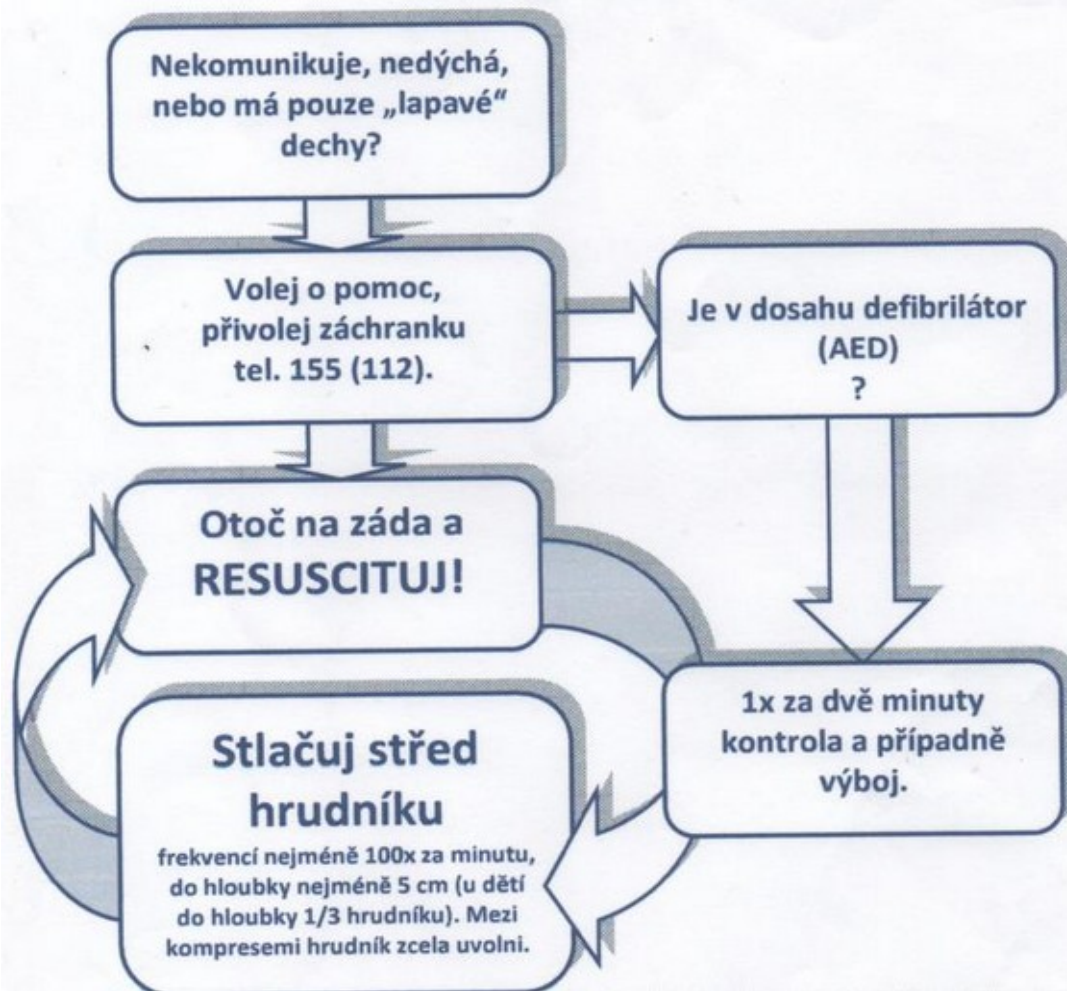 Nekomunikuje, nedýchá,
nebo má pouze „lapavé“
dechy?
Volej o pomoc,
přivolej záchranku
tel. 155 (112).
Je v dosahu defibrilátor
(AED)
?
Otoč na záda a
RESUSCITUJ!
1x za dvě minuty
kontrola a případně
výboj.
Stlačuj střed
hrudníku
frekvencí nejméně 100x za minutu,
do hloubky nejméně 5 cm (u dětí
do hloubky 1/3 hrudníku). Mezi
kompresemi hrudník zcela uvolni.